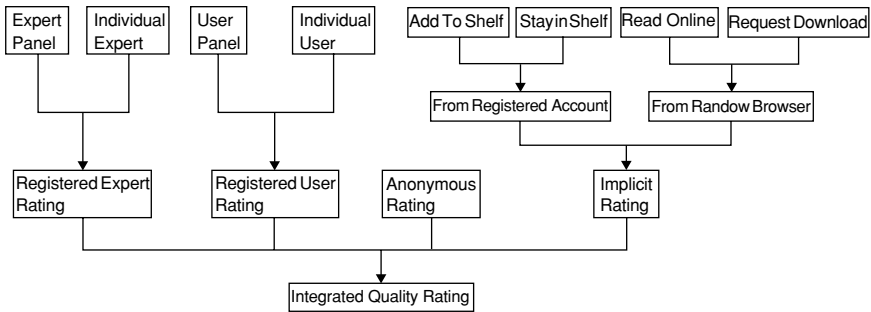 Expert
Panel
Individual
Expert
User
Panel
Individual
User
Add To Shelf
Stay in Shelf
Read Online
Request Download
From Registered Account
From Randow Browser
Registered Expert
Rating
Registered User
Rating
Anonymous
Rating
Implicit
Rating
Integrated Quality Rating